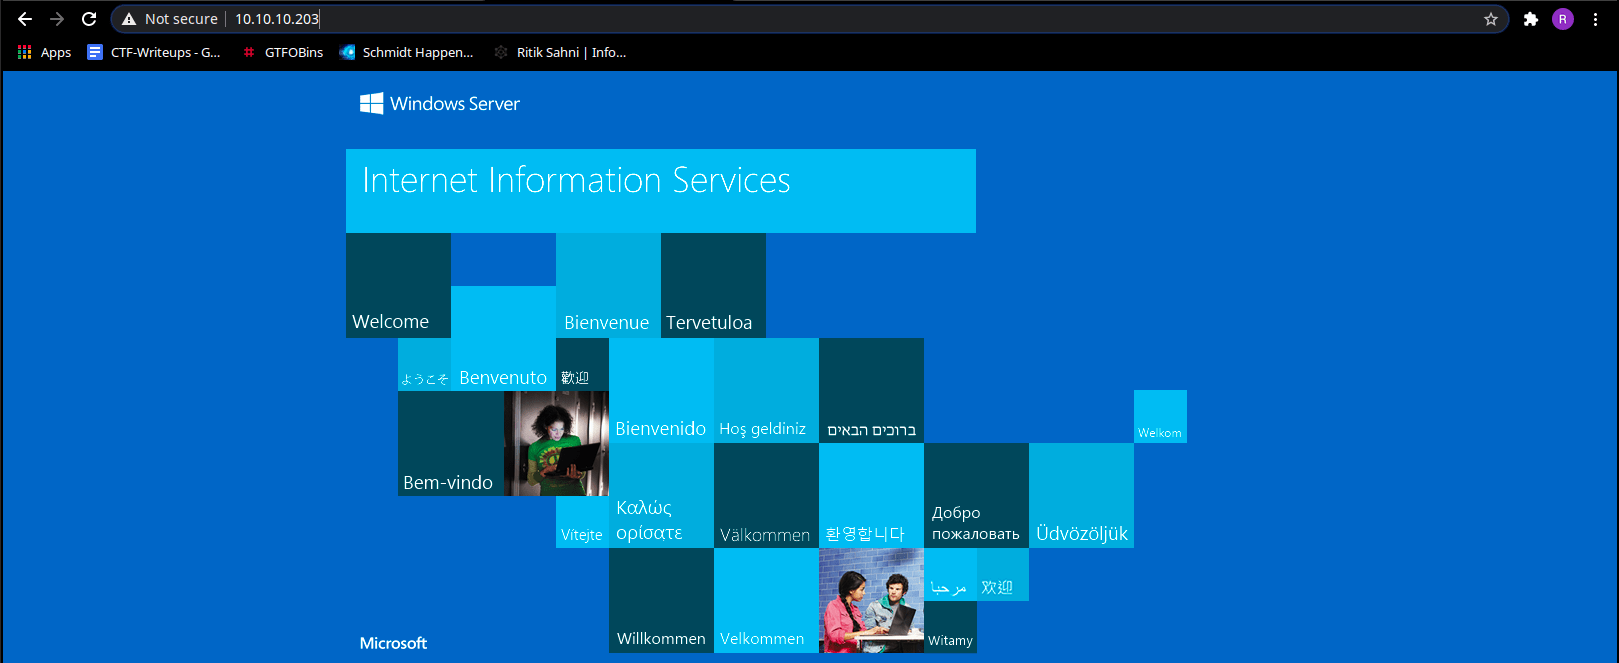 Not secure | 10.10.10.203
Apps CTF-Writeups - G... GTFOBins Schmidt Happen... Ritik Sahni | Info...
R
Windows Server
Internet Information Services
Welcome
Bienvenue
Tervetuloa
ようこそ
Benvenuto
歡迎
Bienvenido
Hoş geldiniz
ברוכים הבאים
Welkom
Bem-vindo
Vítejte
Καλώς
ορίσατε
Välkommen
환영합니다
Добро
пожаловать
Üdvözöljük
Willkommen
Velkommen
مرحبا
欢迎
Witamy
Microsoft